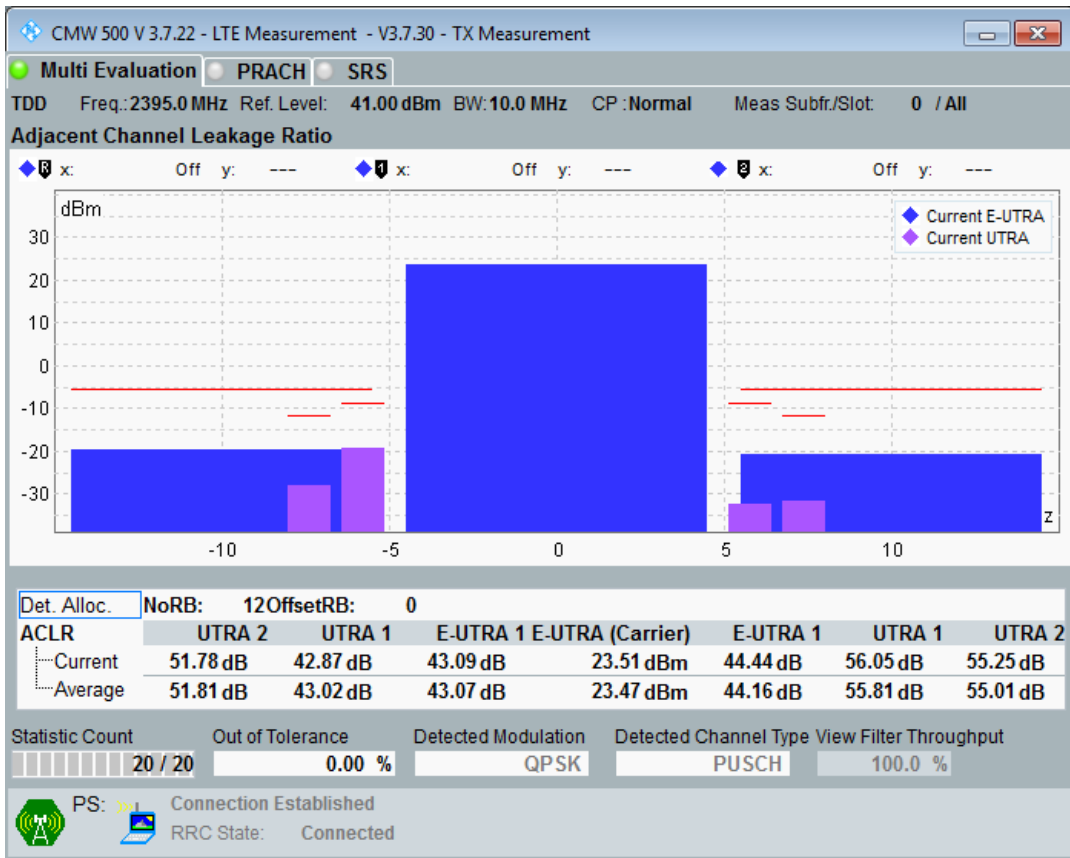 CMW 500 V 3.7.22 - LTE Measurement - V3.7.30 - TX Measurement
Multi Evaluation PRACH SRS
TDD Freq.:2395.0 MHz Ref. Level: 41.00 dBm BW:10.0 MHz CP :Normal Meas Subfr./Slot: 0 / All
Adjacent Channel Leakage Ratio
R x: Off y: --- 1 x: Off y: --- 2 x: Off y: ---
dBm
Current E-UTRA
Current UTRA
30
20
10
0
-10
-20
-30
z
-10 -5 0 5 10
Det. Alloc. NoRB: 12 OffsetRB: 0
ACLR UTRA 2 UTRA 1 E-UTRA 1 E-UTRA (Carrier) E-UTRA 1 UTRA 1 UTRA 2
Current 51.78 dB 42.87 dB 43.09 dB 23.51 dBm 44.44 dB 56.05 dB 55.25 dB
Average 51.81 dB 43.02 dB 43.07 dB 23.47 dBm 44.16 dB 55.81 dB 55.01 dB
Statistic Count Out of Tolerance Detected Modulation Detected Channel Type View Filter Throughput
20 / 20 0.00 % QPSK PUSCH 100.0 %
PS: Connection Established
RRC State: Connected